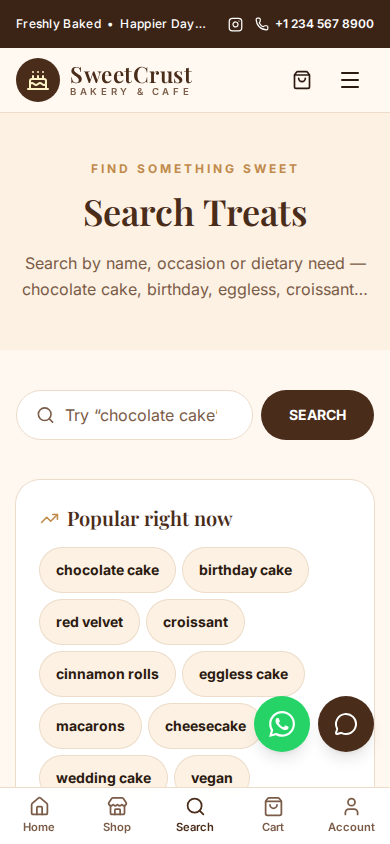 Freshly Baked • Happier Day... +1 234 567 8900
SweetCrust
BAKERY & CAFE
FIND SOMETHING SWEET
Search Treats
Search by name, occasion or dietary need —
chocolate cake, birthday, eggless, croissant...
Try “chocolate cake”
SEARCH
Popular right now
chocolate cake birthday cake
red velvet croissant
cinnamon rolls eggless cake
macarons cheesecake
wedding cake vegan
Home Shop Search Cart Account